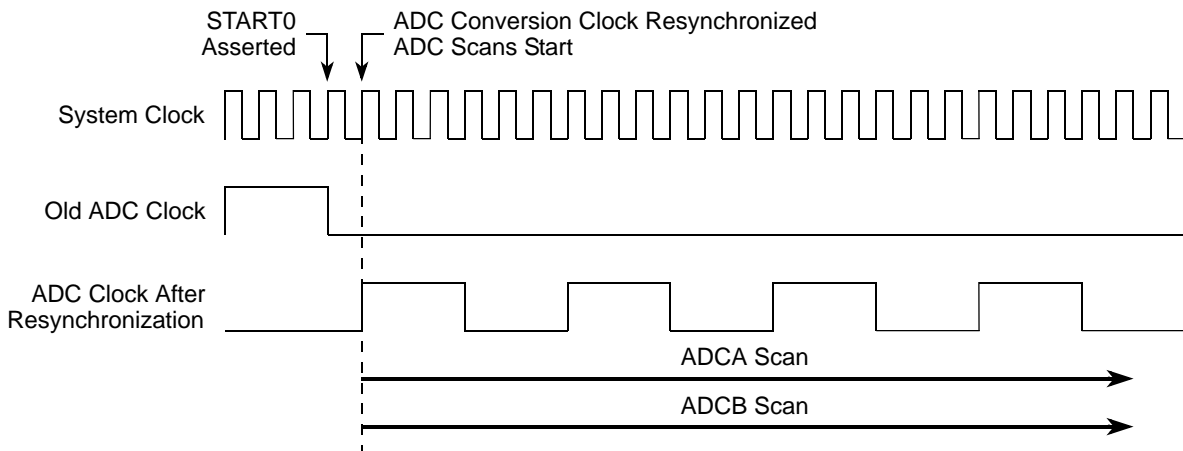 START0
Asserted
ADC Conversion Clock Resynchronized
ADC Scans Start
System Clock
Old ADC Clock
ADC Clock After
Resynchronization
ADCA Scan
ADCB Scan